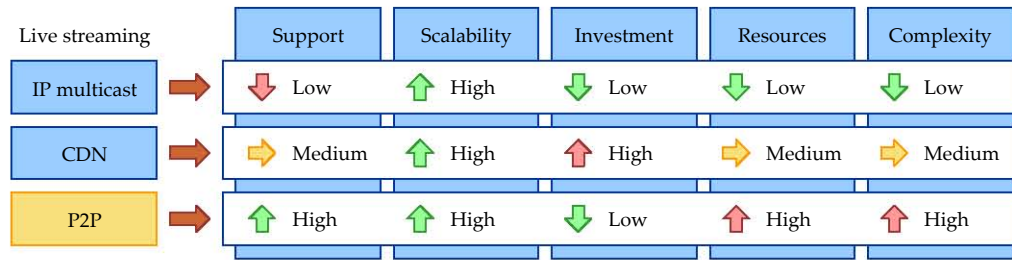 Live streaming Support Scalability Investment Resources Complexity
IP multicast Low High Low Low Low
CDN Medium High High Medium Medium
P2P High High Low High High